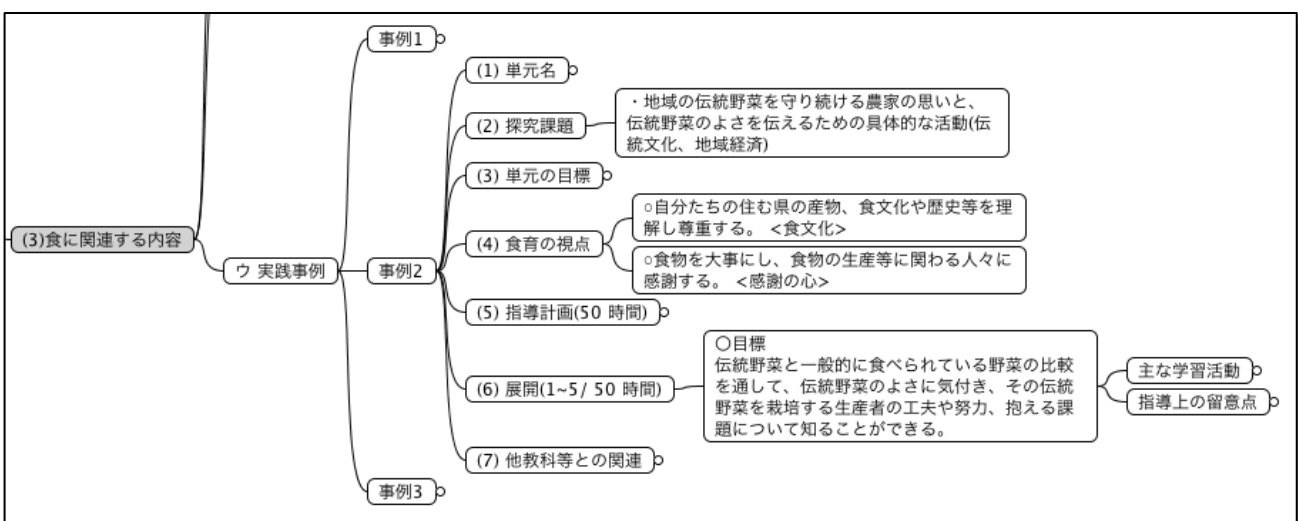 事例1
(1) 単元名
・地域の伝統野菜を守り続ける農家の思いと、
伝統野菜のよさを伝えるための具体的な活動(伝
統文化、地域経済)
(2) 探究課題
(3) 単元の目標
○自分たちの住む県の産物、食文化や歴史等を理
解し尊重する。 <食文化>
(3)食に関連する内容
(4) 食育の視点
○食物を大事にし、食物の生産等に関わる人々に
感謝する。 <感謝の心>
ウ 実践事例
事例2
(5) 指導計画(50 時間)
〇目標
伝統野菜と一般的に食べられている野菜の比較
を通して、伝統野菜のよさに気付き、その伝統
野菜を栽培する生産者の工夫や努力、抱える課
題について知ることができる。
(6) 展開(1~5/ 50 時間)
主な学習活動
指導上の留意点
(7) 他教科等との関連
事例3